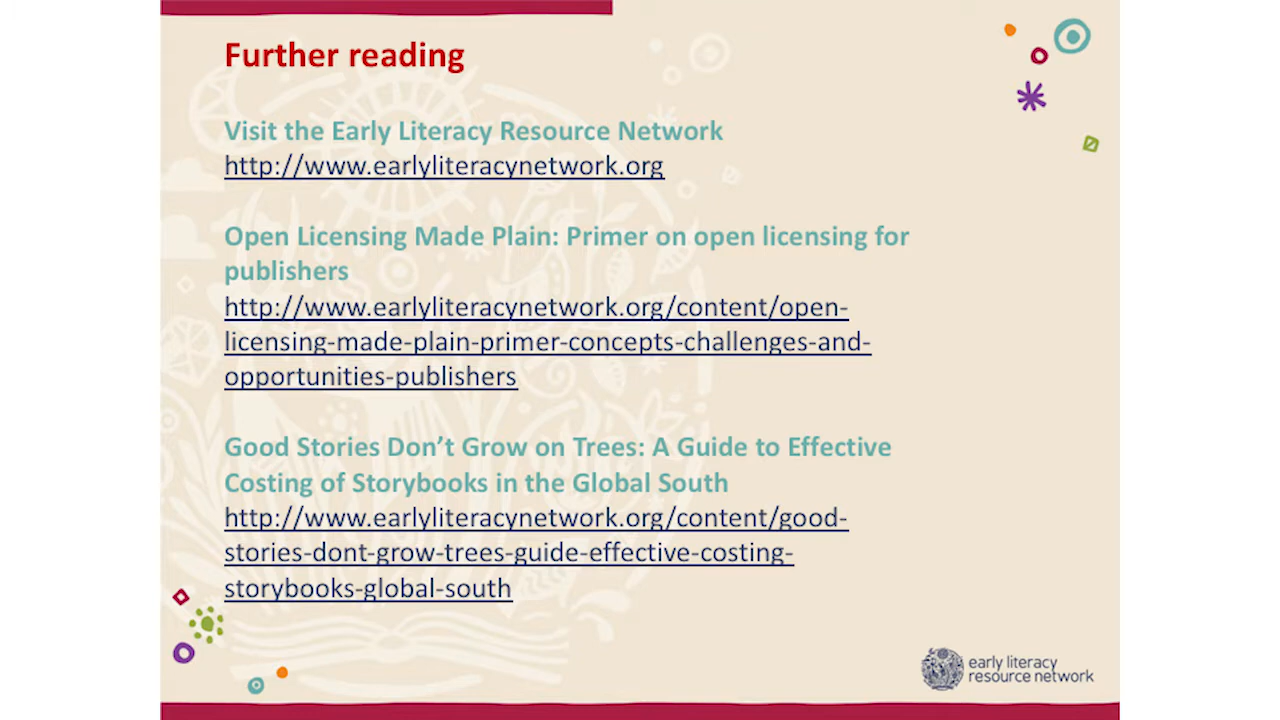 Further reading
Visit the Early Literacy Resource Network
http://www.earlyliteracynetwork.org
Open Licensing Made Plain: Primer on open licensing for
publishers
http://www.earlyliteracynetwork.org/content/open-
licensing-made-plain-primer-concepts-challenges-and-
opportunities-publishers
Good Stories Don’t Grow on Trees: A Guide to Effective
Costing of Storybooks in the Global South
http://www.earlyliteracynetwork.org/content/good-
stories-dont-grow-trees-guide-effective-costing-
storybooks-global-south
early literacy
resource network